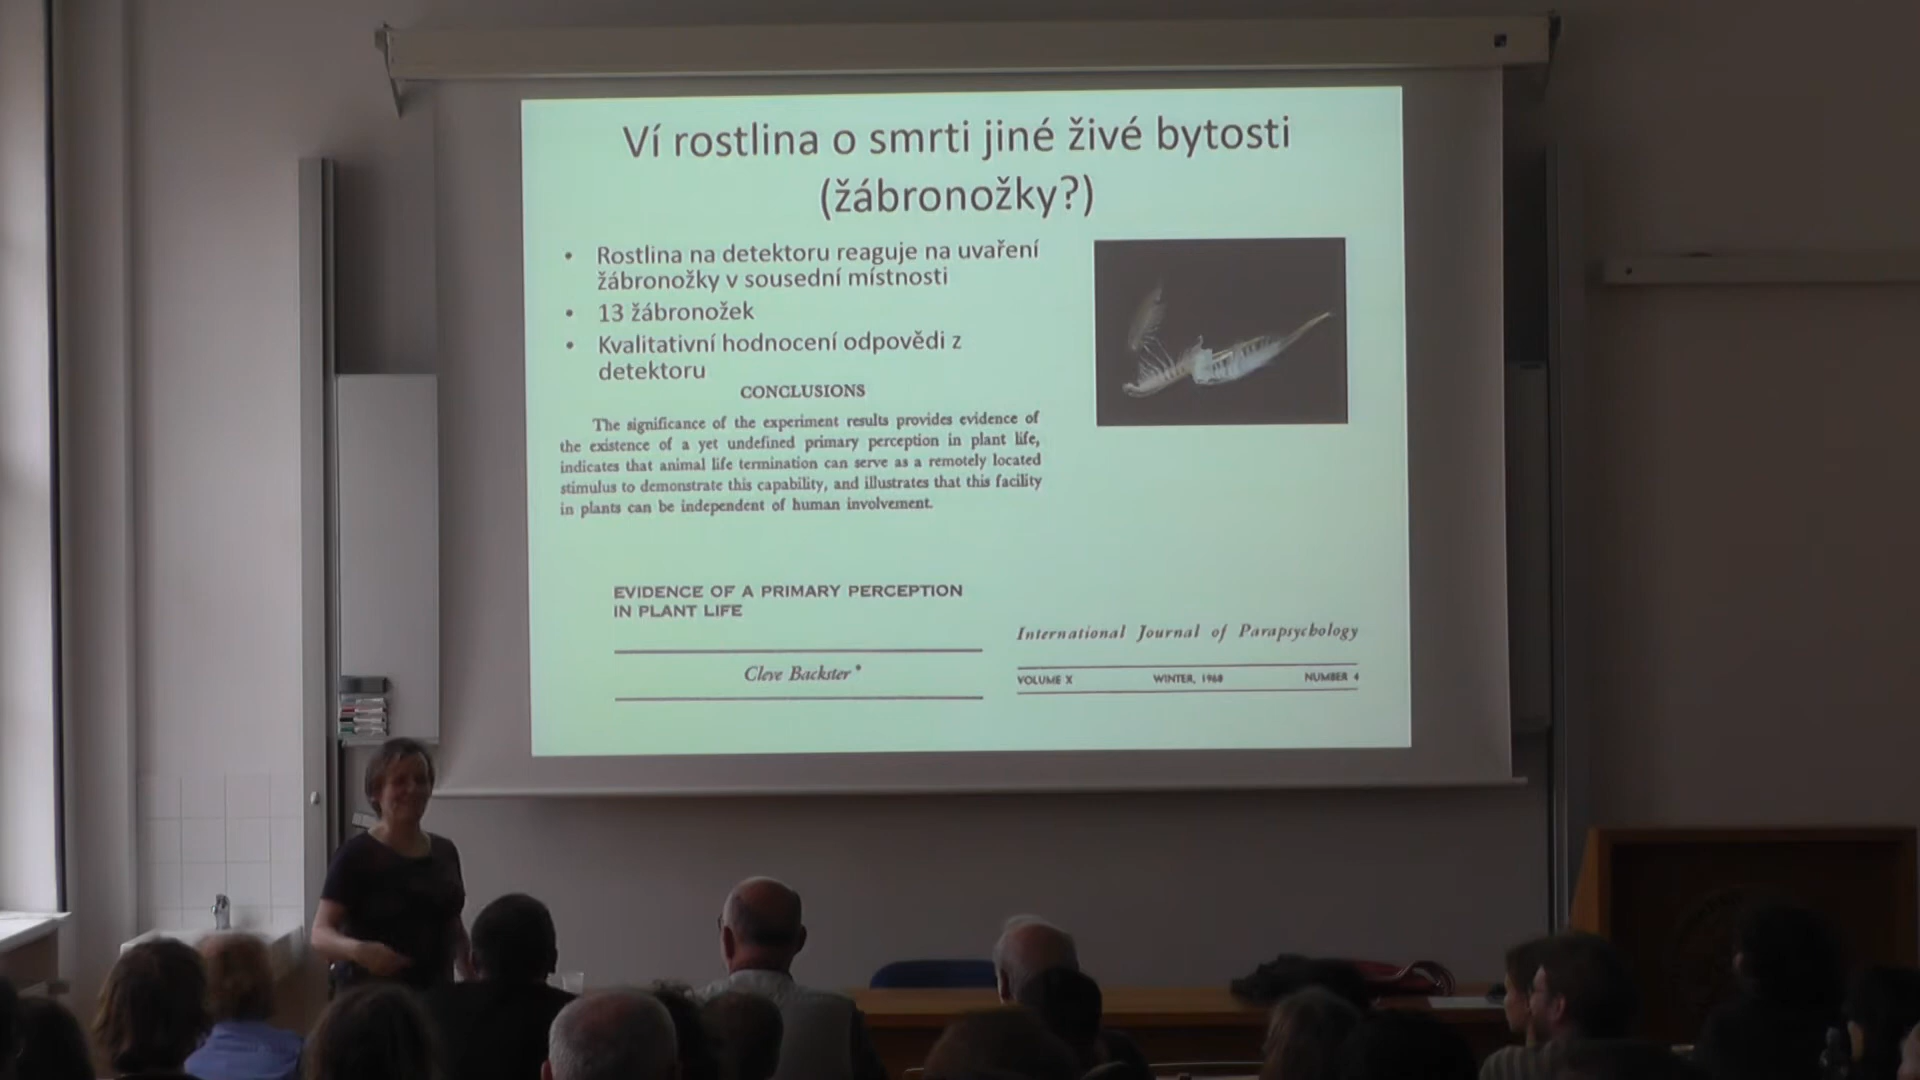 Ví rostlina o smrti jiné živé bytosti
(žábronožky?)
• Rostlina na detektoru reaguje na uvaření
žábronožky v sousední místnosti
• 13 žábronožek
• Kvalitativní hodnocení odpovědi z
detektoru
CONCLUSIONS
The significance of the experiment results provides evidence of
the existence of a yet undefined primary perception in plant life,
indicates that animal life termination can serve as a remotely located
stimulus to demonstrate this capability, and illustrates that this facility
in plants can be independent of human involvement.
EVIDENCE OF A PRIMARY PERCEPTION
IN PLANT LIFE
Cleve Backster*
International Journal of Parapsychology
VOLUME X WINTER, 1968 NUMBER 4